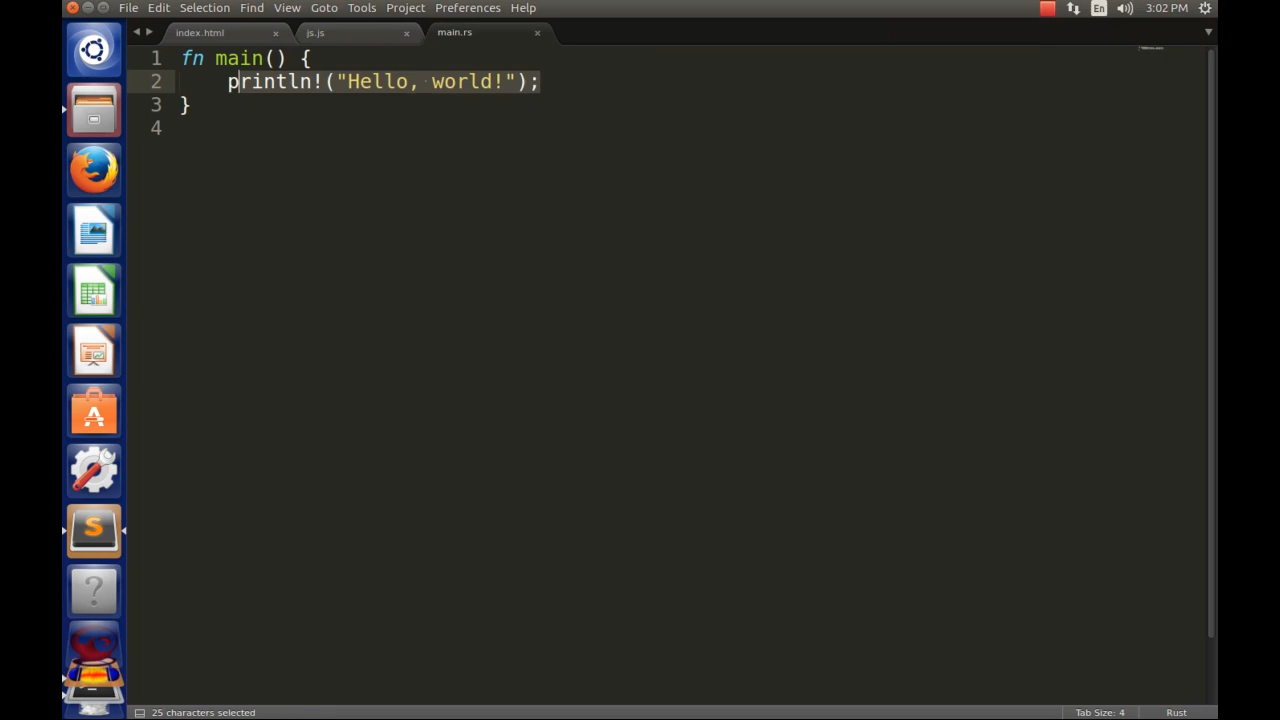 File Edit Selection Find View Goto Tools Project Preferences Help
En
3:02 PM
index.html × js.js × main.rs ×
1 fn main() {
2     println!("Hello, world!");
3 }
4
25 characters selected
Tab Size: 4
Rust